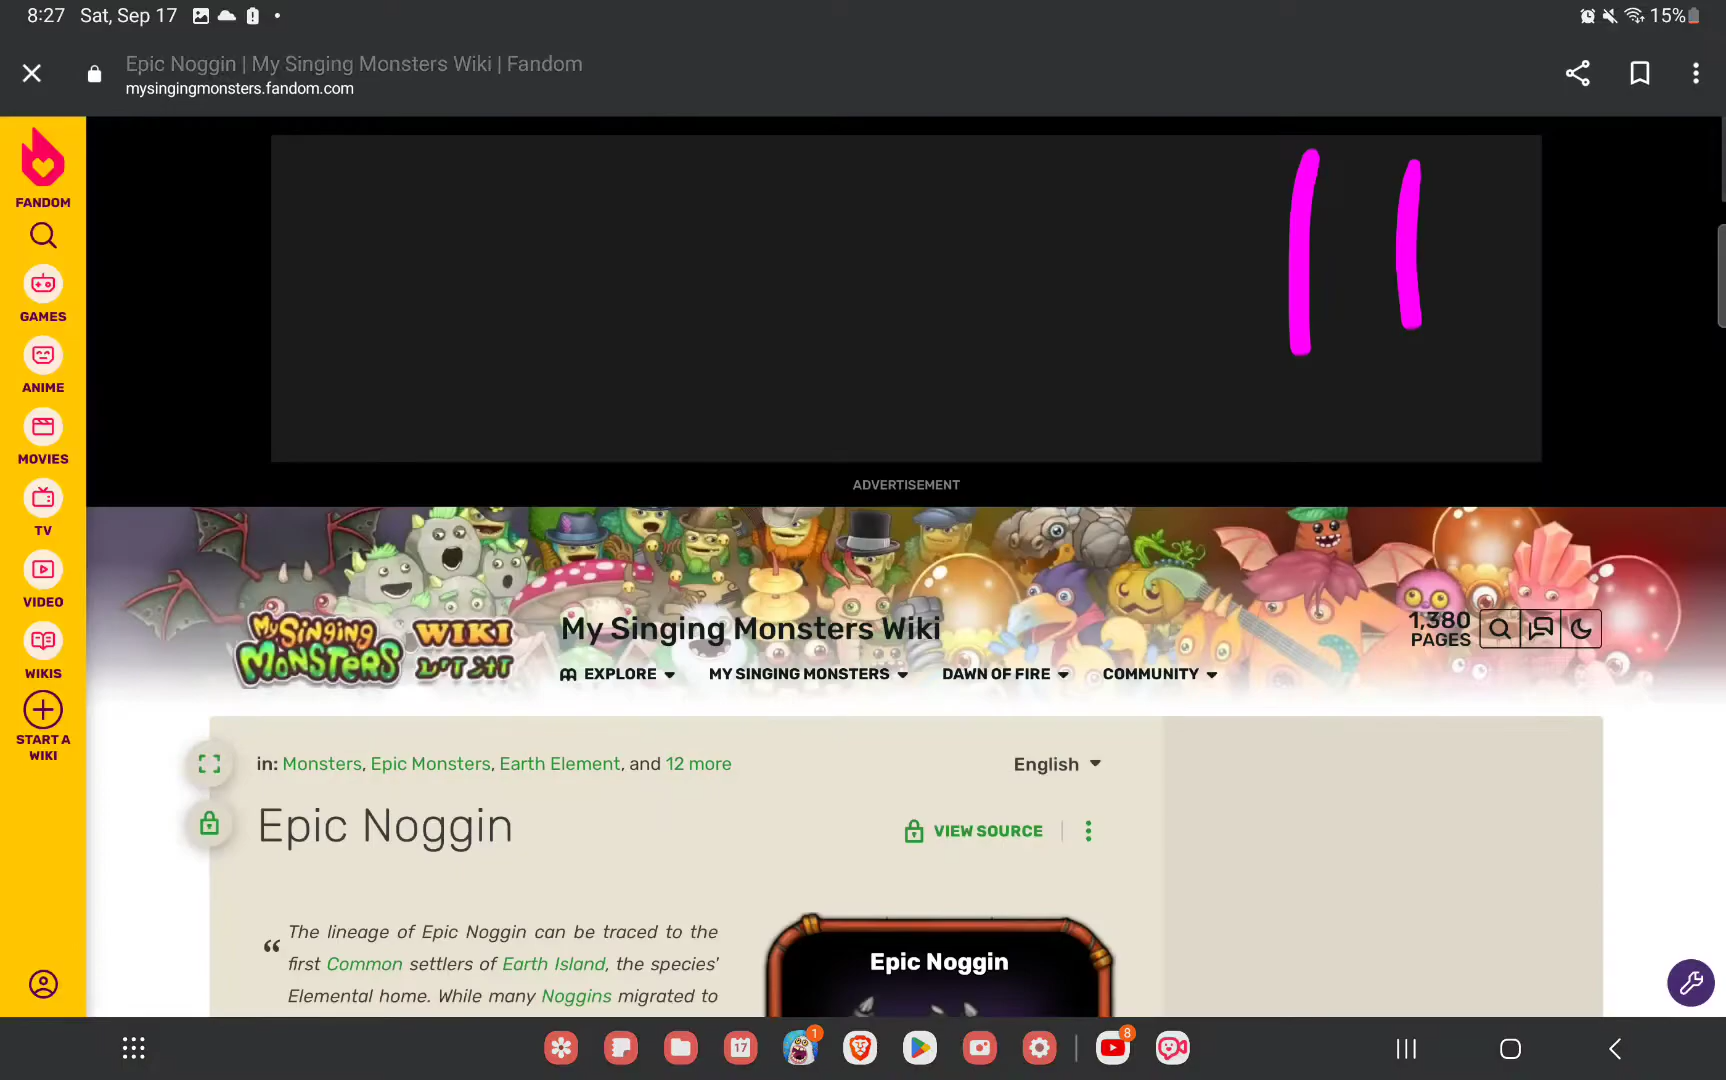 8:27 Sat, Sep 17
15%
Epic Noggin | My Singing Monsters Wiki | Fandom
mysingingmonsters.fandom.com
FANDOM
GAMES
ANIME
MOVIES
TV
VIDEO
WIKIS
START A
WIKI
ADVERTISEMENT
My Singing
Monsters
WIKI
My Singing Monsters Wiki
1,380
PAGES
EXPLORE
MY SINGING MONSTERS
DAWN OF FIRE
COMMUNITY
in: Monsters, Epic Monsters, Earth Element, and 12 more
English
Epic Noggin
VIEW SOURCE
“ The lineage of Epic Noggin can be traced to the
first Common settlers of Earth Island, the species'
Elemental home. While many Noggins migrated to
Epic Noggin
17
1
8